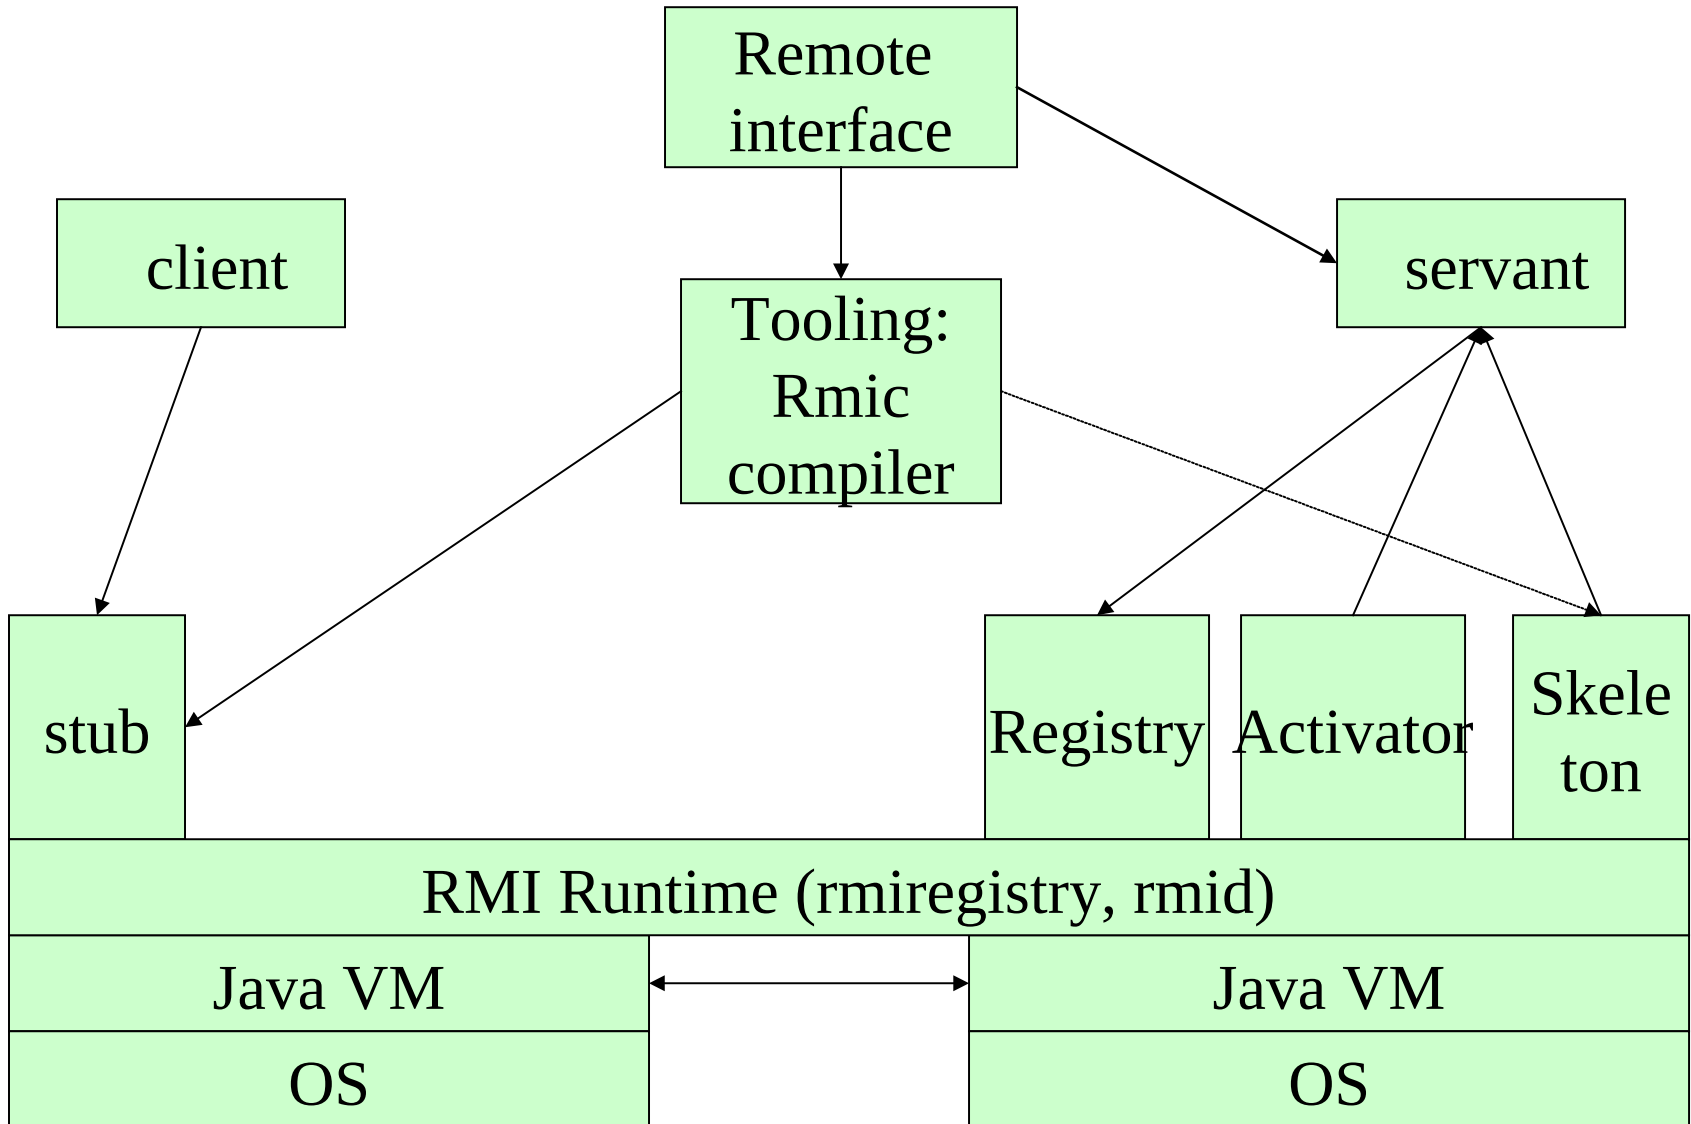 Remote
interface
client
servant
Tooling:
Rmic
compiler
stub
Registry
Activator
Skele
ton
RMI Runtime (rmiregistry, rmid)
Java VM
Java VM
OS
OS